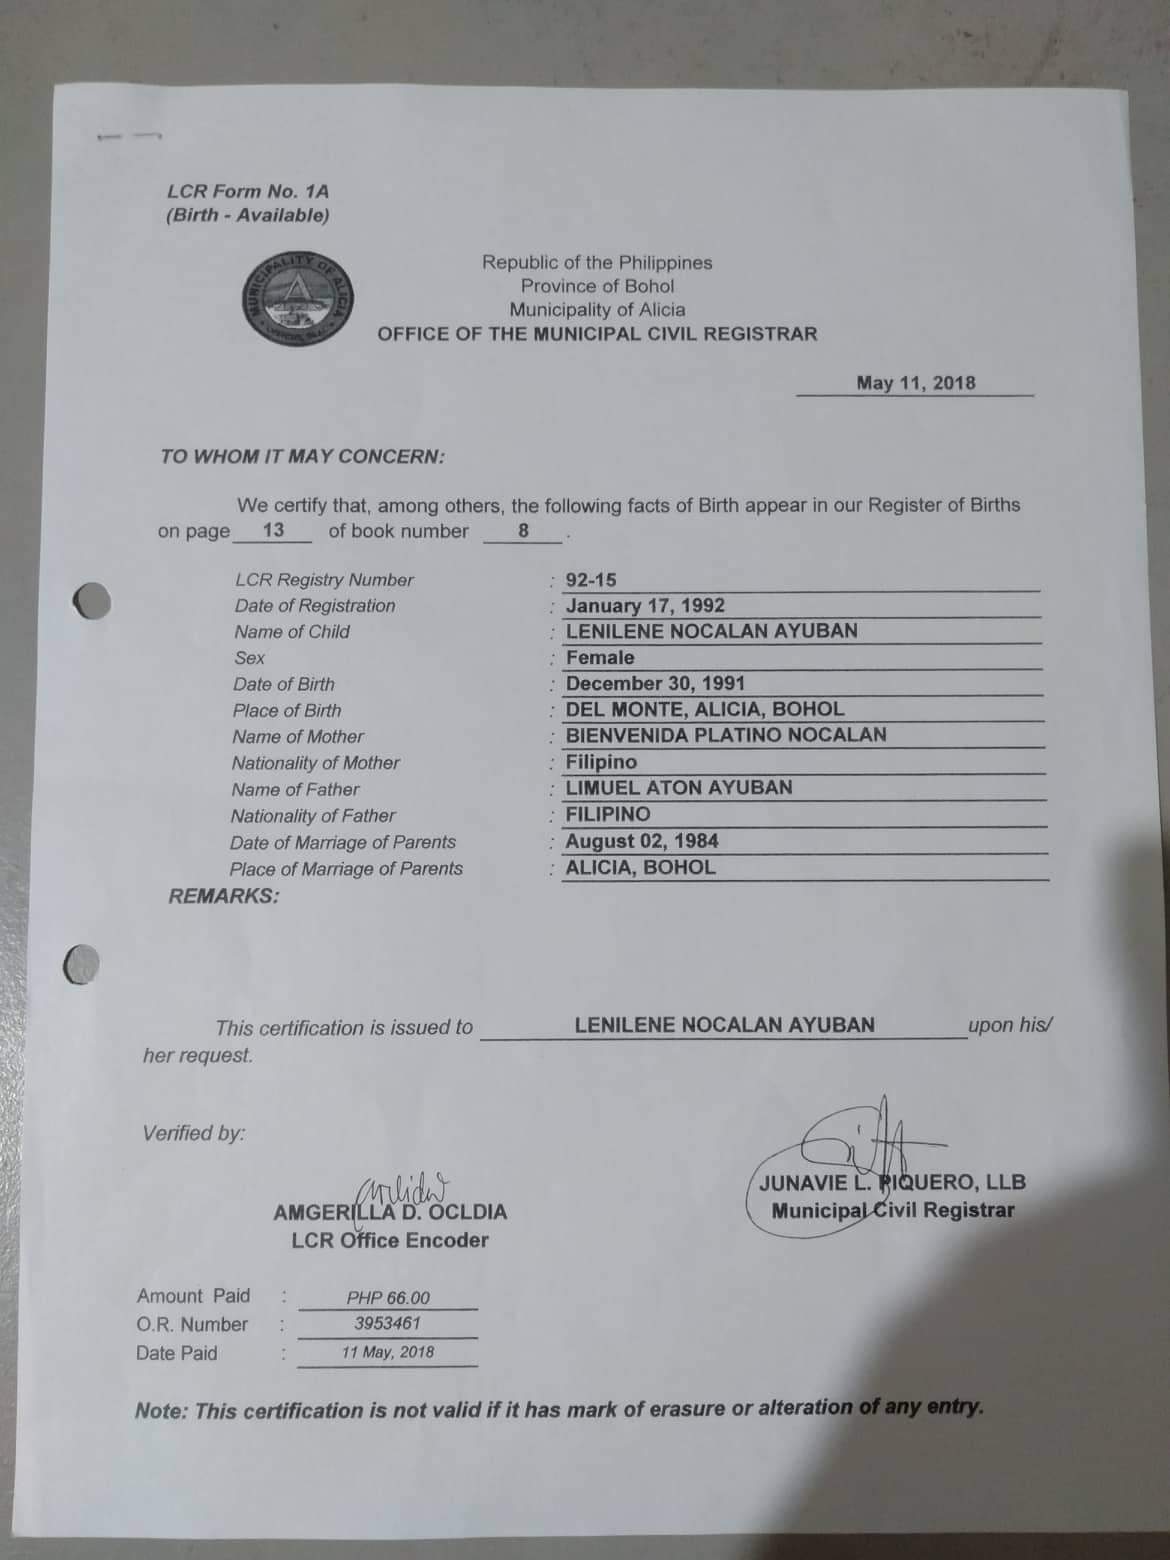 LCR Form No. 1A
(Birth - Available)
MUNICIPALITY OF ALICIA
Republic of the Philippines
Province of Bohol
Municipality of Alicia
OFFICE OF THE MUNICIPAL CIVIL REGISTRAR
May 11, 2018
TO WHOM IT MAY CONCERN:
We certify that, among others, the following facts of Birth appear in our Register of Births
on page 13 of book number 8 .
LCR Registry Number : 92-15
Date of Registration : January 17, 1992
Name of Child : LENILENE NOCALAN AYUBAN
Sex : Female
Date of Birth : December 30, 1991
Place of Birth : DEL MONTE, ALICIA, BOHOL
Name of Mother : BIENVENIDA PLATINO NOCALAN
Nationality of Mother : Filipino
Name of Father : LIMUEL ATON AYUBAN
Nationality of Father : FILIPINO
Date of Marriage of Parents : August 02, 1984
Place of Marriage of Parents : ALICIA, BOHOL
REMARKS:
This certification is issued to LENILENE NOCALAN AYUBAN upon his/
her request.
Verified by:
AMGERILLA D. OCLDIA
LCR Office Encoder
JUNAVIE L. PIQUERO, LLB
Municipal Civil Registrar
Amount Paid : PHP 66.00
O.R. Number : 3953461
Date Paid : 11 May, 2018
Note: This certification is not valid if it has mark of erasure or alteration of any entry.